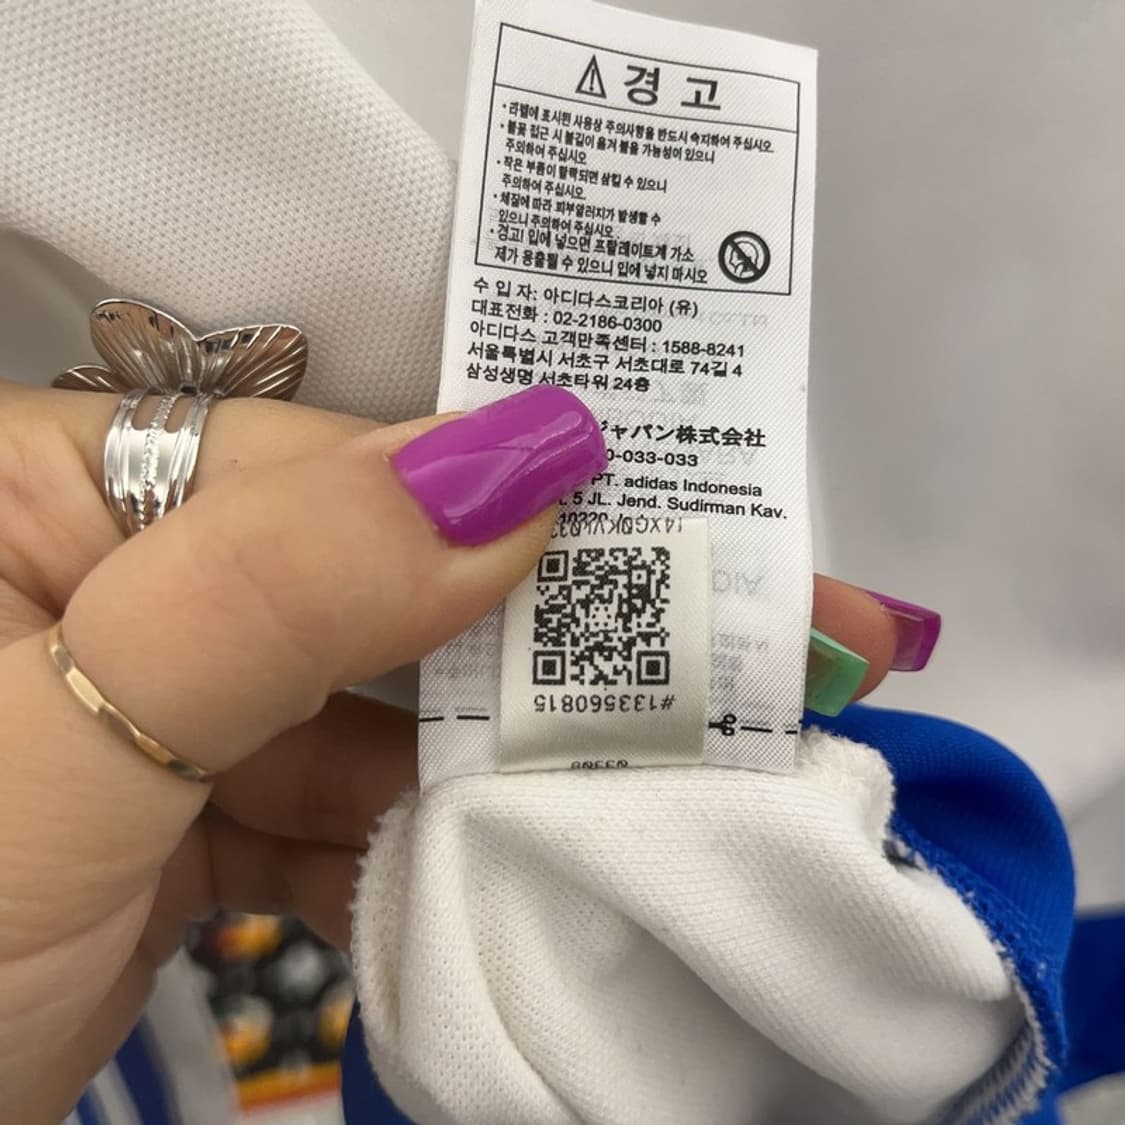 ⚠ 경 고
• 라벨에 표시된 사용상 주의사항을 반드시 숙지하여 주십시오.
• 불꽃 접근 시 불길이 옮겨 붙을 가능성이 있으니
주의하여 주십시오
• 작은 부품이 탈락되면 삼킬 수 있으니
주의하여 주십시오.
• 체질에 따라 피부알러지가 발생할 수
있으니 주의하여 주십시오
• 경고! 입에 넣으면 프탈레이트계 가소
제가 용출될 수 있으니 입에 넣지 마시오
수 입 자: 아디다스코리아 (유)
대표전화 : 02-2186-0300
아디다스 고객만족센터 : 1588-8241
서울특별시 서초구 서초대로 74길 4
삼성생명 서초타워 24층
ジャパン株式会社
0-033-033
PT. adidas Indonesia
5 JL. Jend. Sudirman Kav.
#133560815